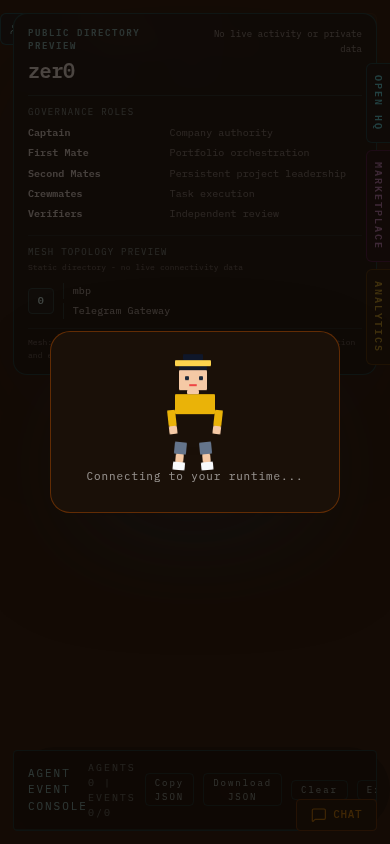 PUBLIC DIRECTORY
PREVIEW
No live activity or private
data
zer0
GOVERNANCE ROLES
Captain Company authority
First Mate Portfolio orchestration
Second Mates Persistent project leadership
Crewmates Task execution
Verifiers Independent review
MESH TOPOLOGY PREVIEW
Static directory · no live connectivity data
0
mbp
Telegram Gateway
OPEN HQ
MARKETPLACE
ANALYTICS
Connecting to your runtime...
AGENT
EVENT
CONSOLE
AGENTS
0 |
EVENTS
0/0
Copy
JSON
Download
JSON
Clear
CHAT